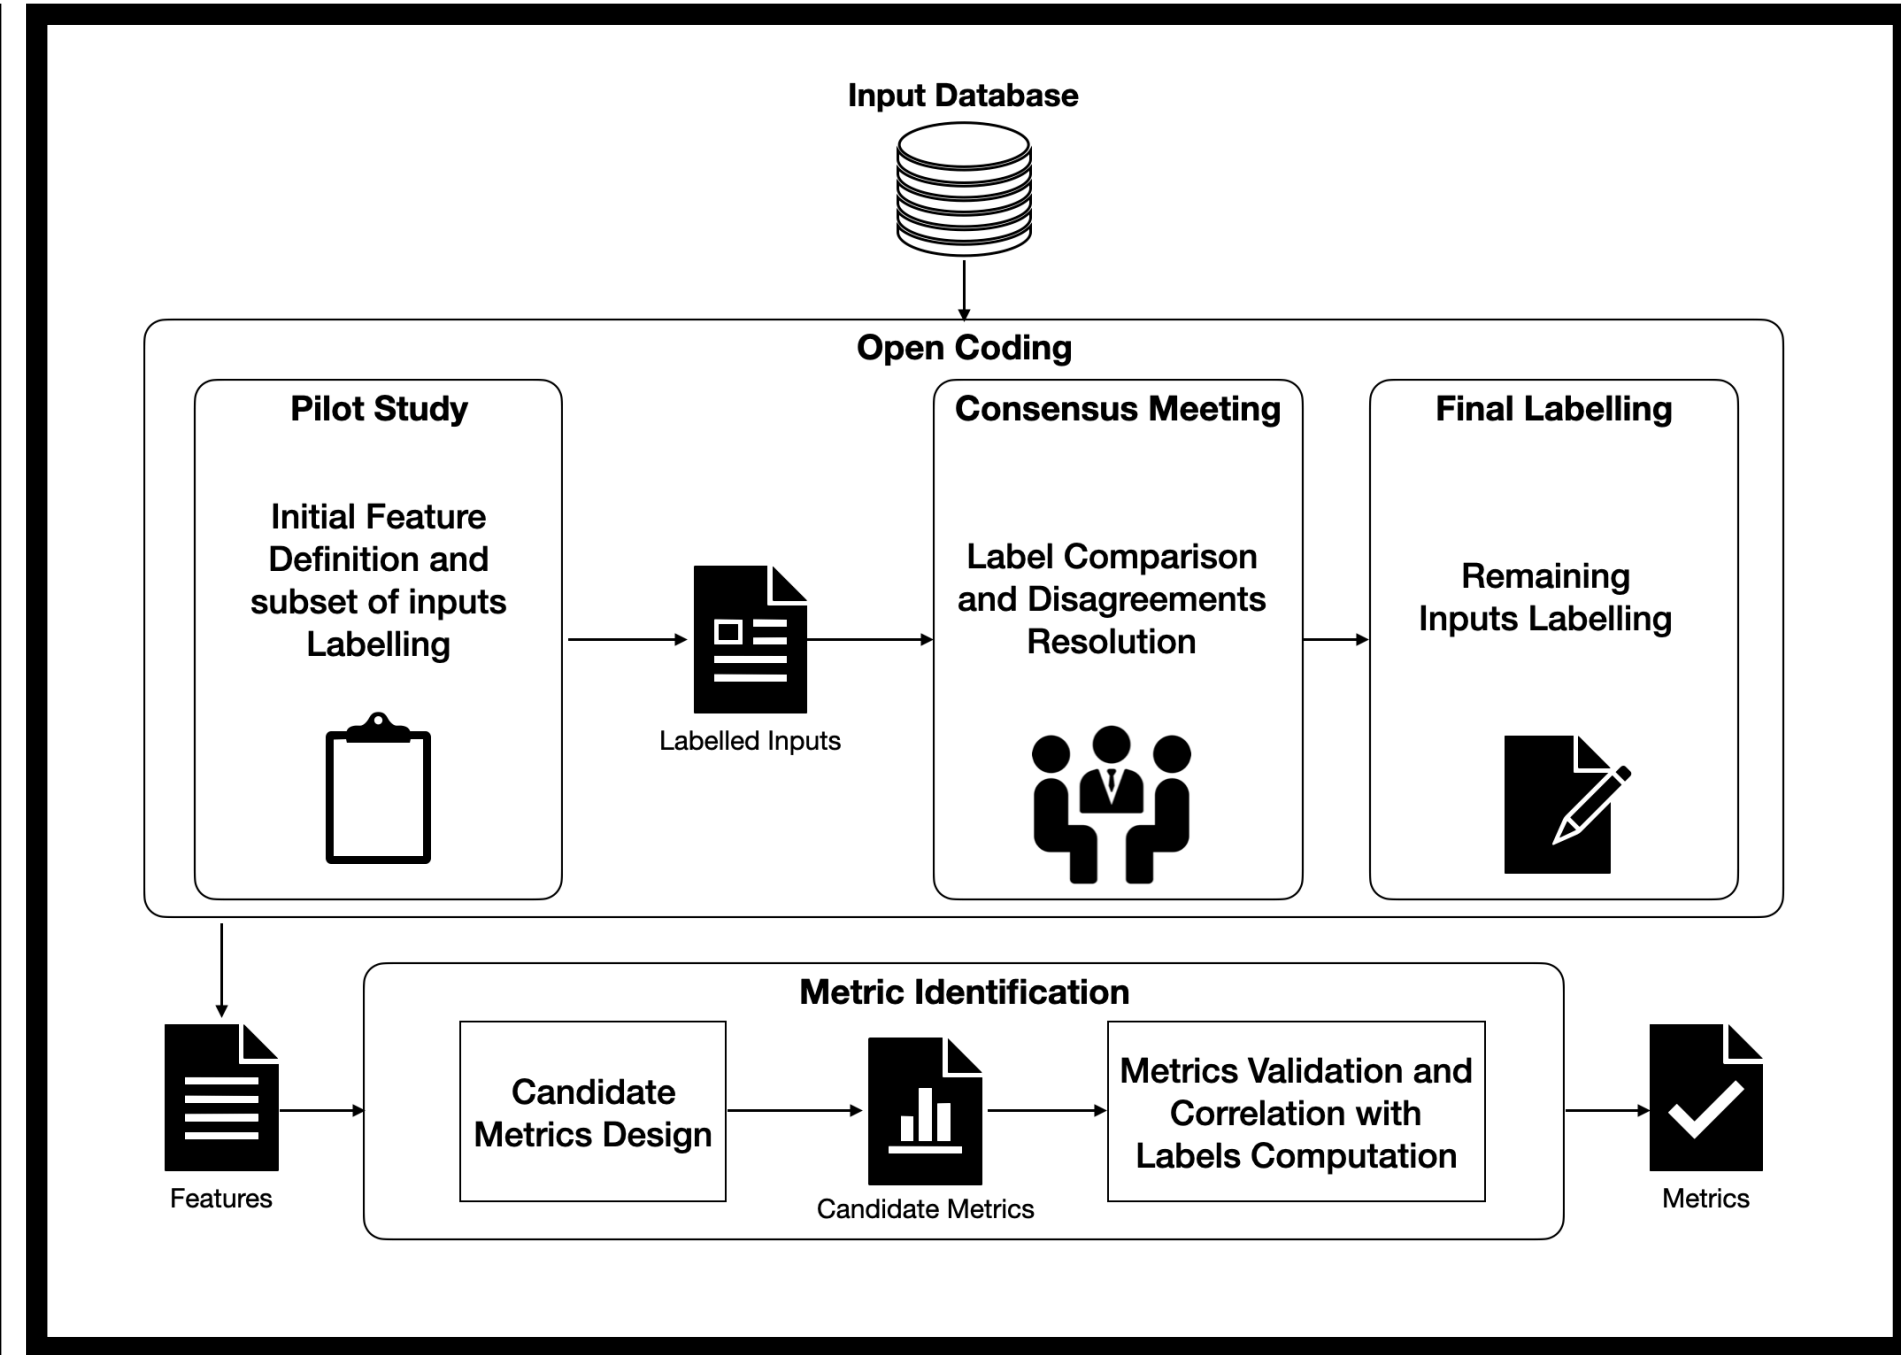 Input Database
Open Coding
Pilot Study
Initial Feature
Definition and
subset of inputs
Labelling
Labelled Inputs
Consensus Meeting
Label Comparison
and Disagreements
Resolution
Final Labelling
Remaining
Inputs Labelling
Metric Identification
Features
Candidate
Metrics Design
Candidate Metrics
Metrics Validation and
Correlation with
Labels Computation
Metrics